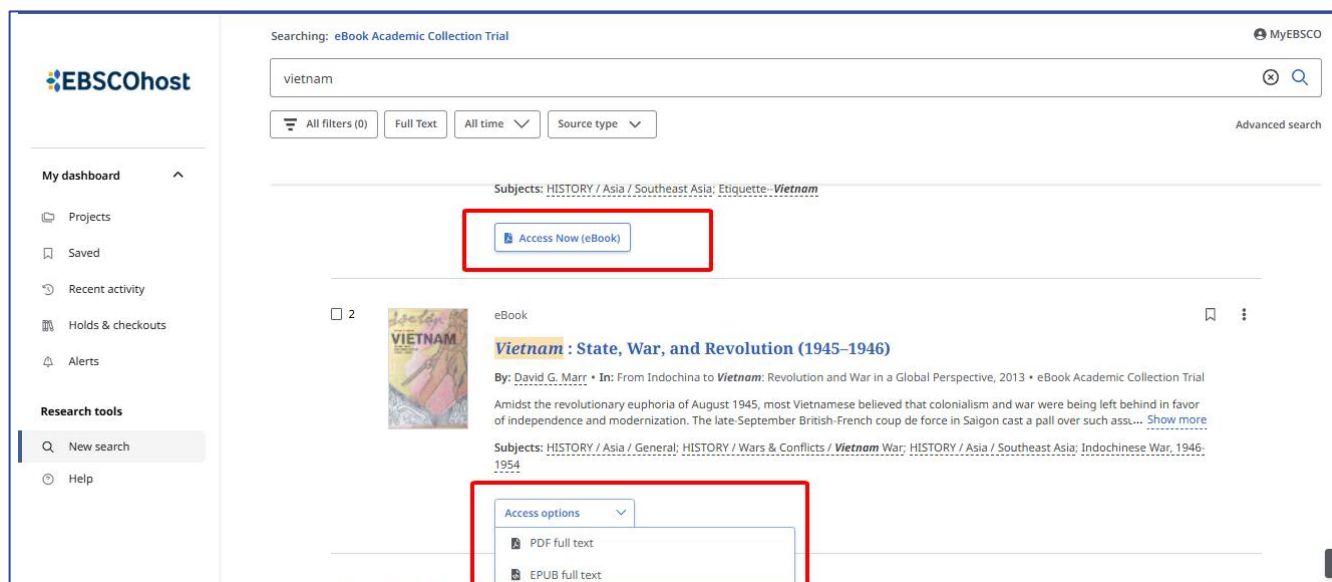 Searching: eBook Academic Collection Trial
MyEBSCO
EBSCOhost
vietnam
All filters (0)
Full Text
All time
Source type
Advanced search
My dashboard
Projects
Saved
Recent activity
Holds & checkouts
Alerts
Research tools
New search
Help
Subjects: HISTORY / Asia / Southeast Asia; Etiquette--Vietnam
Access Now (eBook)
2
VIETNAM
eBook
Vietnam : State, War, and Revolution (1945–1946)
By: David G. Marr • In: From Indochina to Vietnam: Revolution and War in a Global Perspective, 2013 • eBook Academic Collection Trial
Amidst the revolutionary euphoria of August 1945, most Vietnamese believed that colonialism and war were being left behind in favor
of independence and modernization. The late-September British-French coup de force in Saigon cast a pall over such assu... Show more
Subjects: HISTORY / Asia / General; HISTORY / Wars & Conflicts / Vietnam War; HISTORY / Asia / Southeast Asia; Indochinese War, 1946-
1954
Access options
PDF full text
EPUB full text